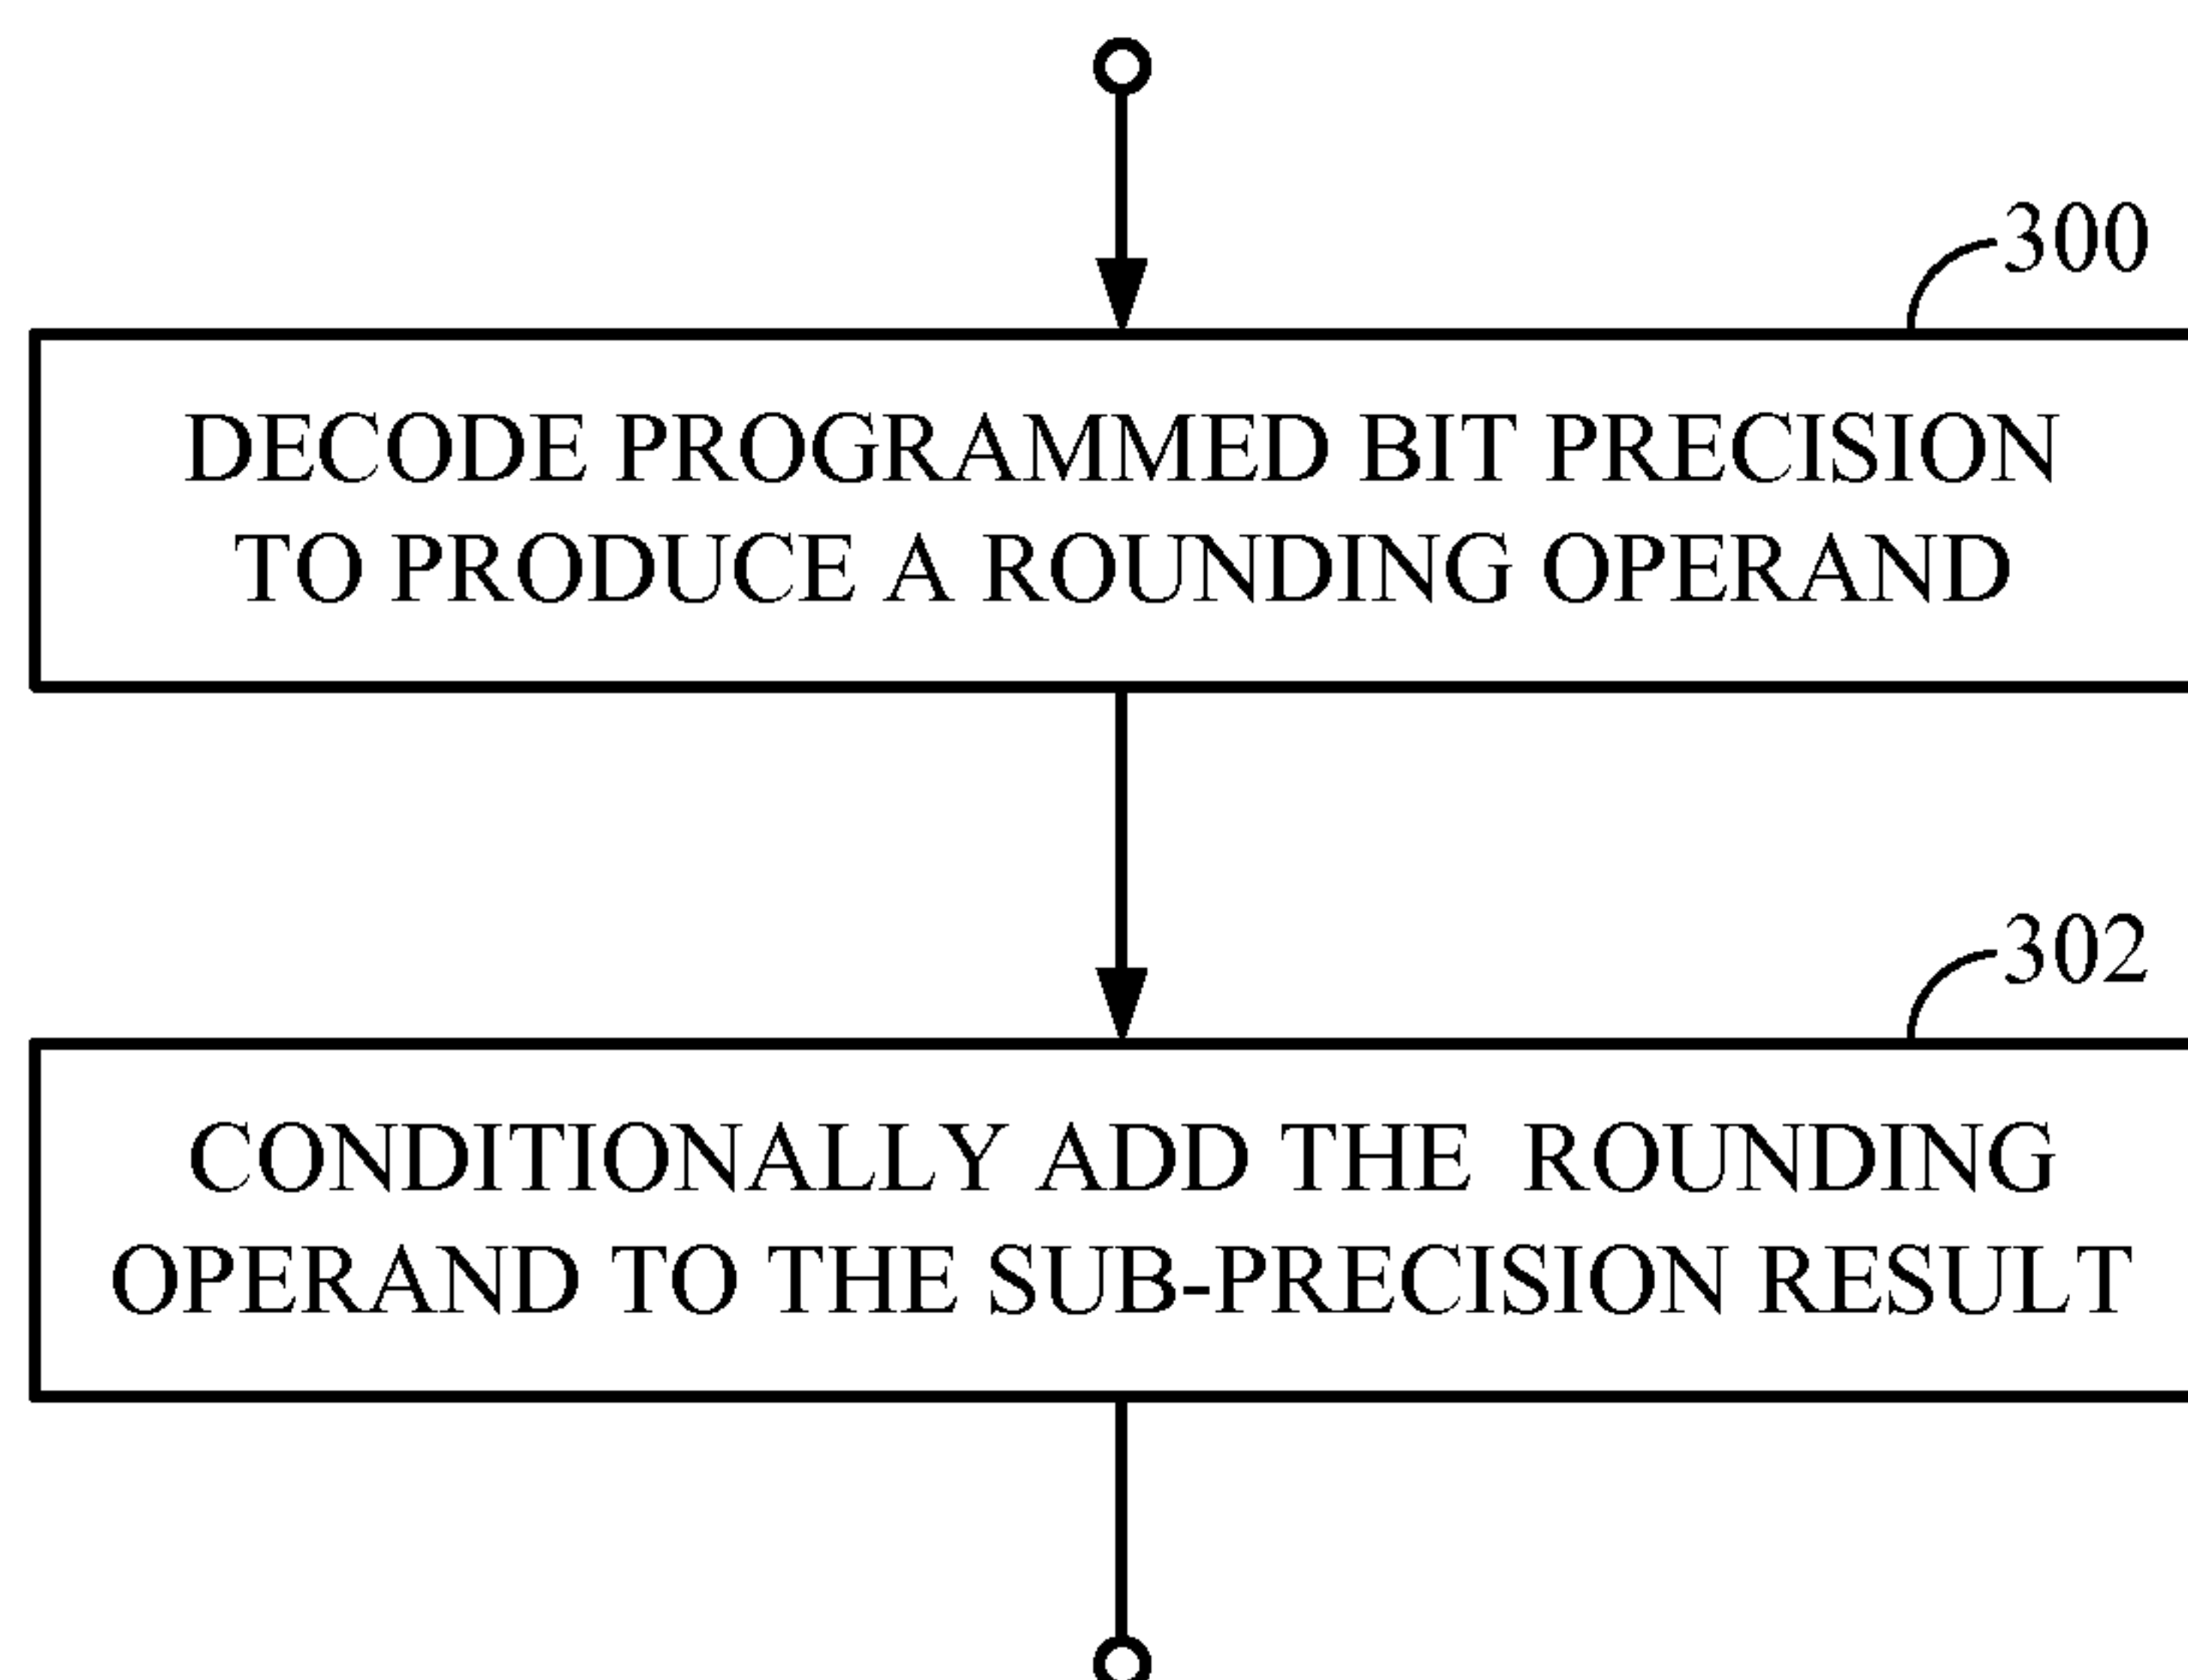 300
DECODE PROGRAMMED BIT PRECISION
TO PRODUCE A ROUNDING OPERAND
302
CONDITIONALLY ADD THE ROUNDING
OPERAND TO THE SUB-PRECISION RESULT